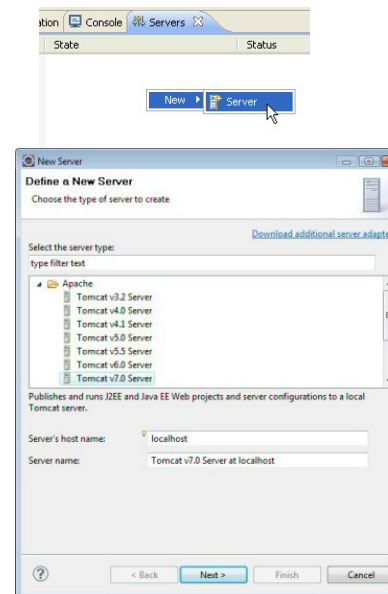 Console Servers
State Status
New Server
New Server
Define a New Server
Choose the type of server to create
Download additional server
Select the server type:
type filter text
Apache
Tomcat v3.2 Server
Tomcat v4.0 Server
Tomcat v4.1 Server
Tomcat v5.0 Server
Tomcat v5.5 Server
Tomcat v6.0 Server
Tomcat v7.0 Server
Publishes and runs J2EE and Java EE Web projects and server configurations to a local
Tomcat server.
Server's host name: localhost
Server name: Tomcat v7.0 Server at localhost
? < Back Next > Finish Cancel